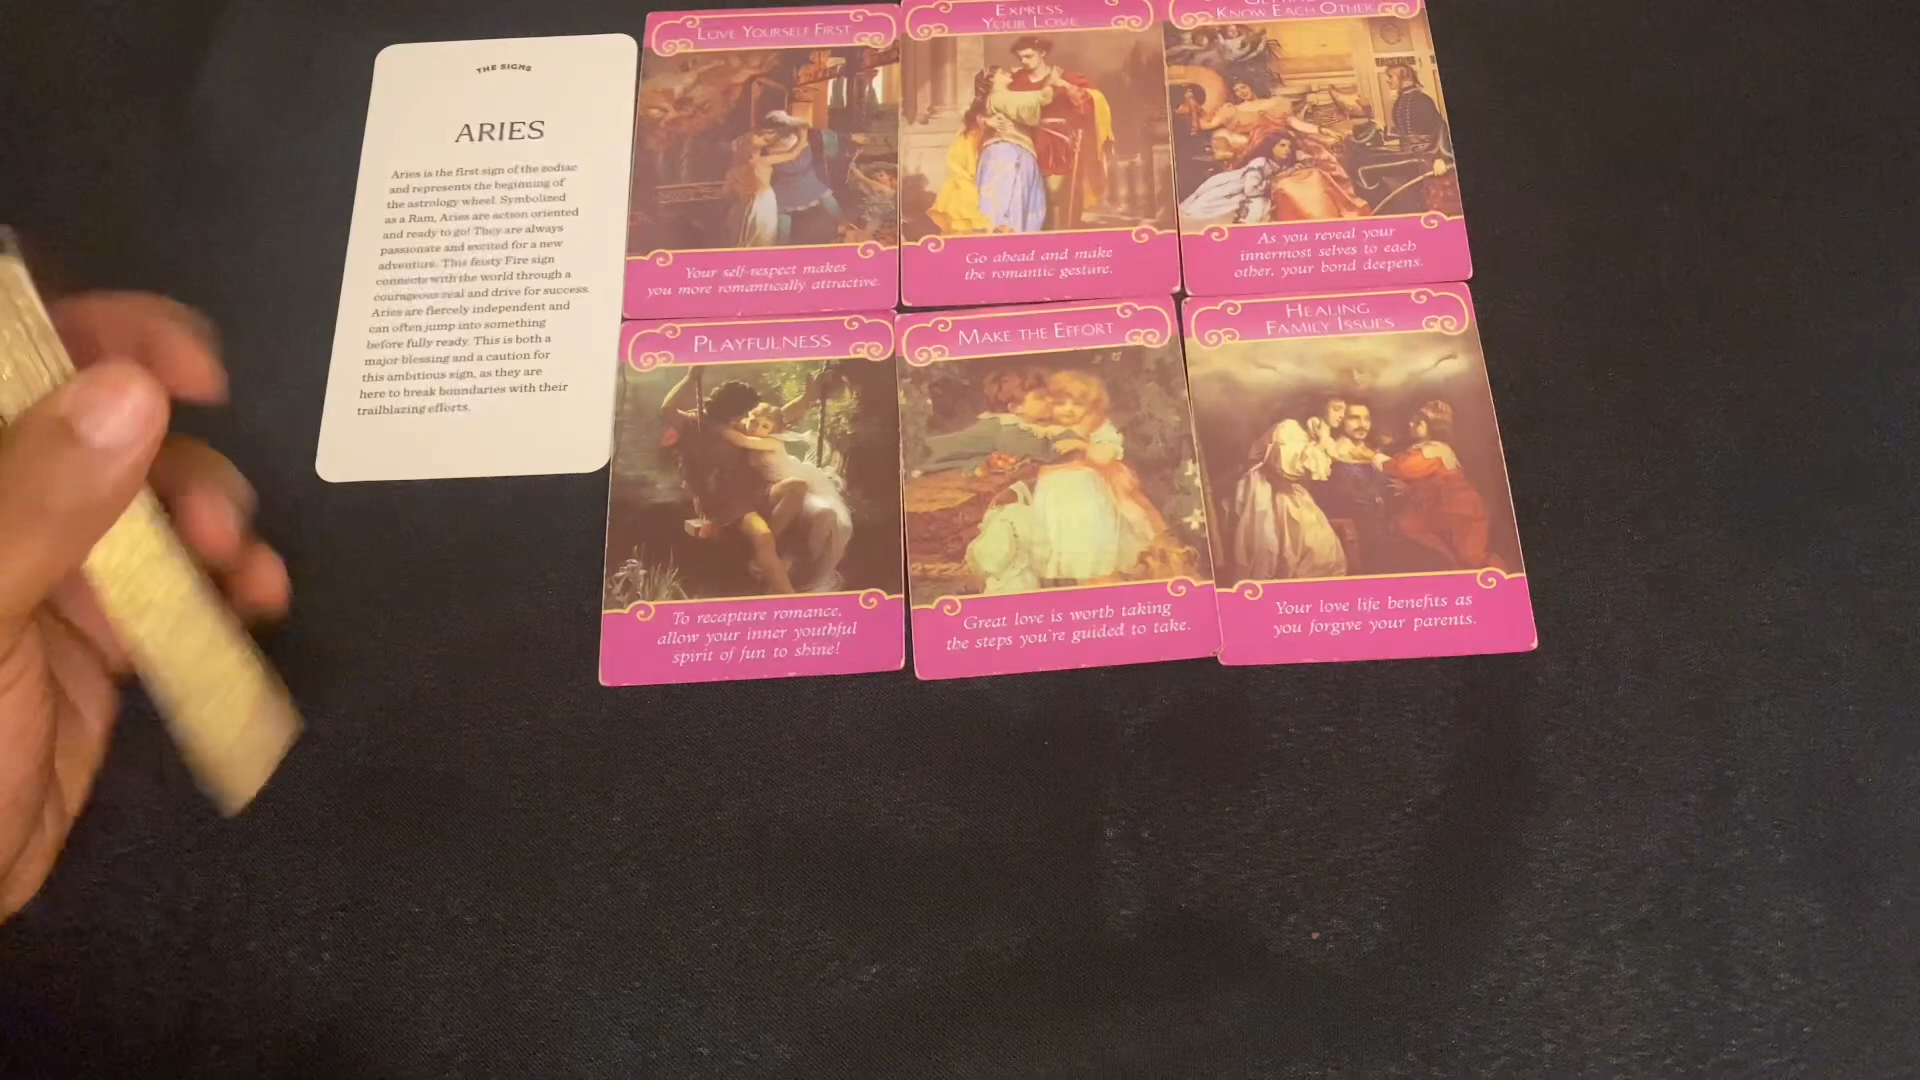 THE SIGNS
ARIES
Aries is the first sign of the zodiac
and represents the beginning of
the astrology wheel. Symbolized
as a Ram, Aries are action oriented
and ready to go! They are always
passionate and excited for a new
adventure. This feisty Fire sign
connects with the world through a
courageous zeal and drive for success.
Aries are fiercely independent and
can often jump into something
before fully ready. This is both a
major blessing and a caution for
this ambitious sign, as they are
here to break boundaries with their
trailblazing efforts.
LOVE YOURSELF FIRST
Your self-respect makes
you more romantically attractive.
EXPRESS
YOUR LOVE
Go ahead and make
the romantic gesture.
KNOW EACH OTHER
As you reveal your
innermost selves to each
other, your bond deepens.
PLAYFULNESS
To recapture romance,
allow your inner youthful
spirit of fun to shine!
MAKE THE EFFORT
Great love is worth taking
the steps you're guided to take.
HEALING
FAMILY ISSUES
Your love life benefits as
you forgive your parents.